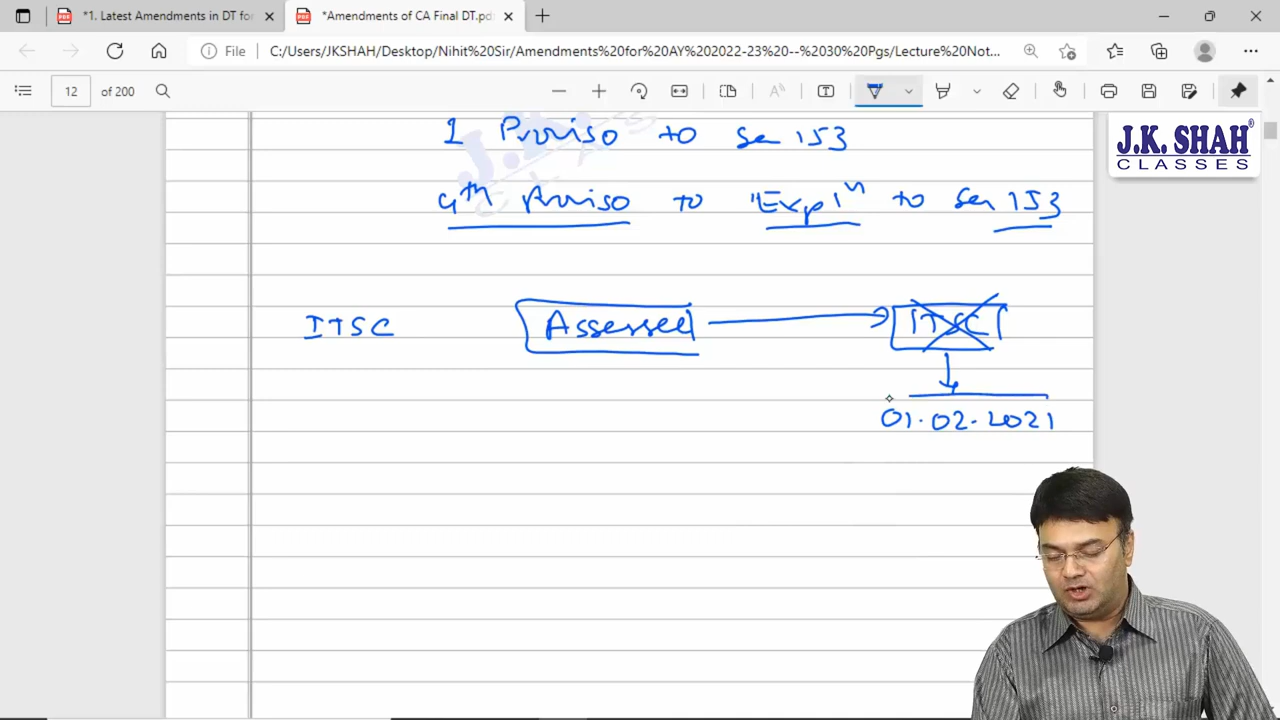 *1. Latest Amendments in DT for
*Amendments of CA Final DT.pdf
File
C:/Users/JKSHAH/Desktop/Nihit%20Sir/Amendments%20for%20AY%202022-23%20--%2030%20Pgs/Lecture%20Not...
12 of 200
1 Proviso to Sec 153
4th Proviso to 'Expl'n to Sec 153
ITSC Assessed ITSC
01.02.2021
J.K. SHAH®
CLASSES